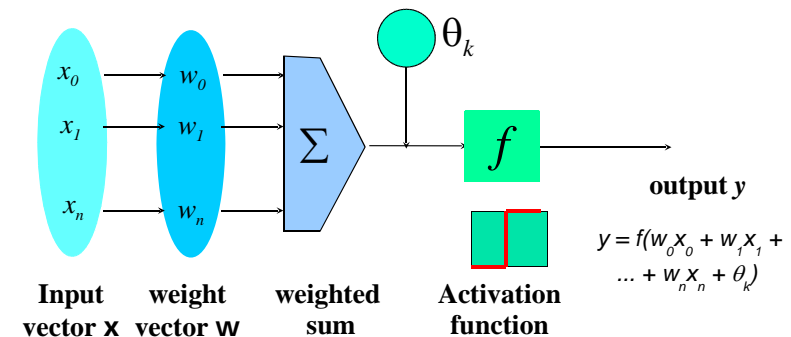 θk
x0 w0
x1 w1
Σ
f
xn wn
output y
y = f(w0x0 + w1x1 +
... + wnxn + θk)
Input weight weighted Activation
vector x vector w sum function